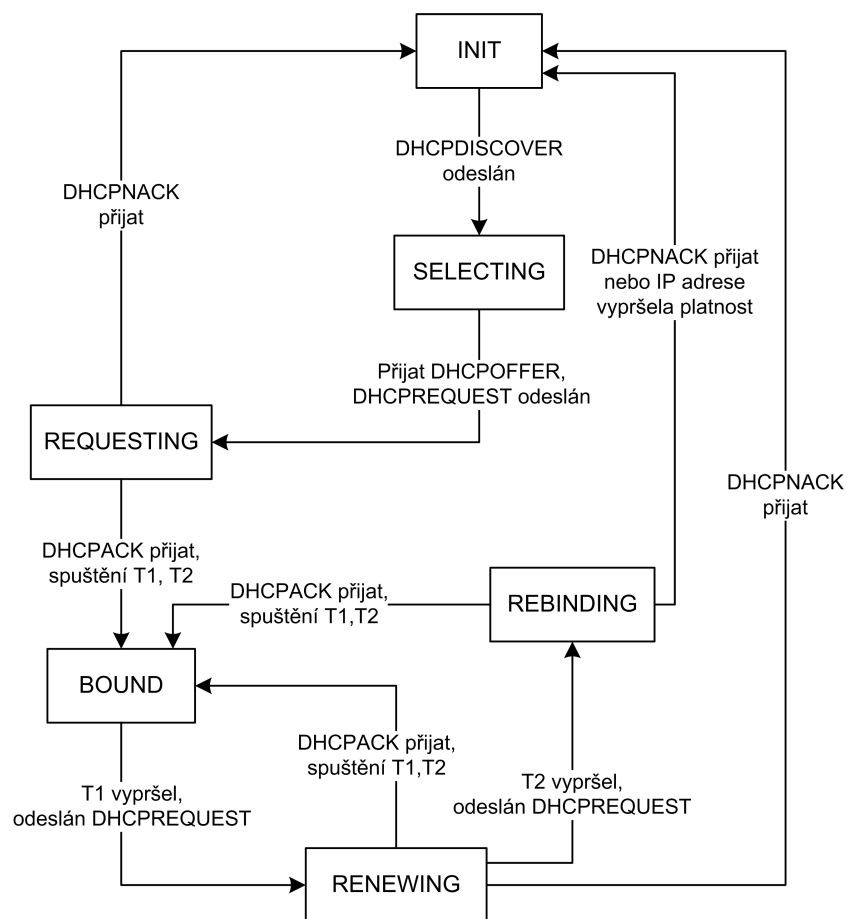 INIT
DHCPDISCOVER
odeslán
DHCPNACK
přijat
SELECTING
DHCPNACK přijat
nebo IP adrese
vypršela platnost
Přijat DHCPOFFER,
DHCPREQUEST odeslán
REQUESTING
DHCPNACK
přijat
DHCPACK přijat,
spuštění T1, T2
DHCPACK přijat,
spuštění T1,T2
REBINDING
BOUND
DHCPACK přijat,
spuštění T1,T2
T1 vypršel,
odeslán DHCPREQUEST
T2 vypršel,
odeslán DHCPREQUEST
RENEWING